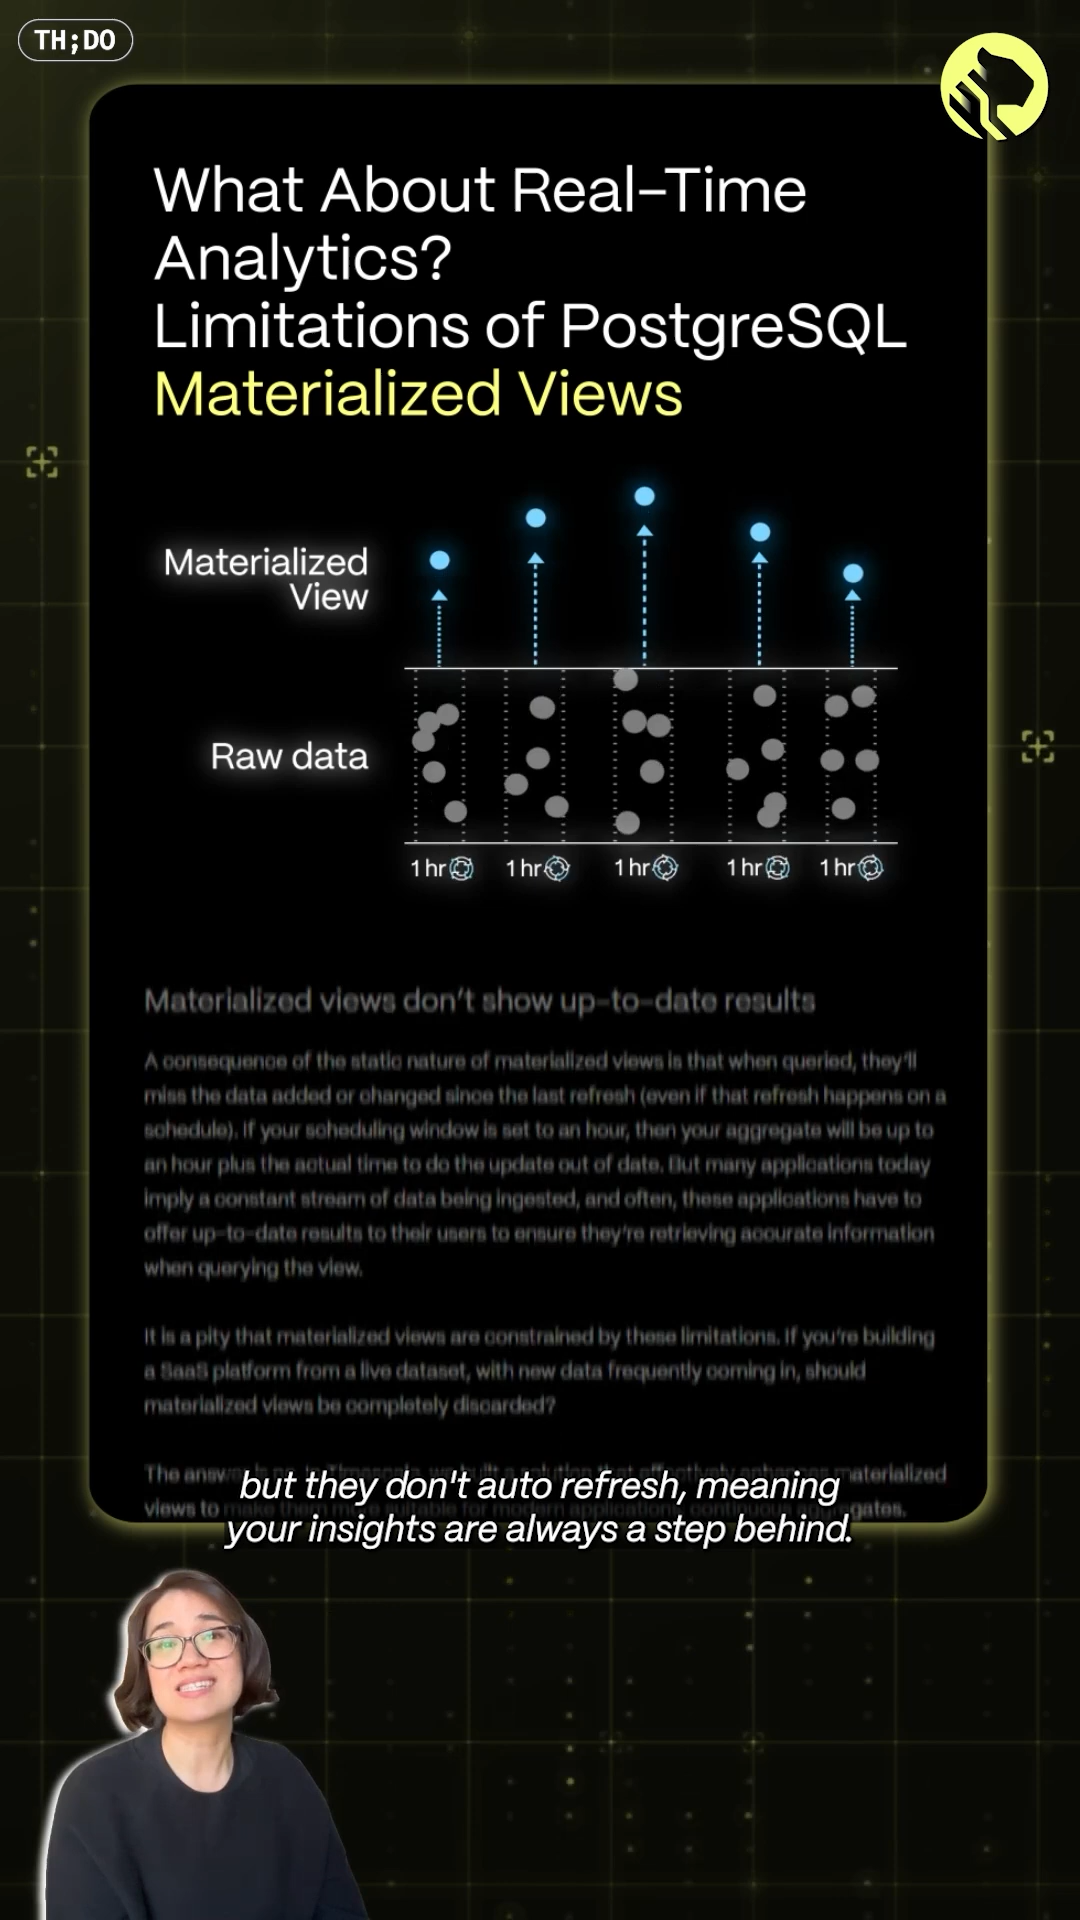 TH;DO
What About Real-Time
Analytics?
Limitations of PostgreSQL
Materialized Views
Materialized
View
Raw data
1 hr
1 hr
1 hr
1 hr
1 hr
Materialized views don't show up-to-date results
A consequence of the static nature of materialized views is that when queried, they'll
miss the data added or changed since the last refresh (even if that refresh happens on a
schedule). If your scheduling window is set to an hour, then your aggregate will be up to
an hour plus the actual time to do the update out of date. But many applications today
imply a constant stream of data being ingested, and often, these applications have to
offer up-to-date results to their users to ensure they're retrieving accurate information
when querying the view.
It is a pity that materialized views are constrained by these limitations. If you're building
a SaaS platform from a live dataset, with new data frequently coming in, should
materialized views be completely discarded?
The answer is no. In Timescale, we built a solution that effectively enhances materialized
views to make them more suitable for modern applications: continuous aggregates.
but they don't auto refresh, meaning
your insights are always a step behind.